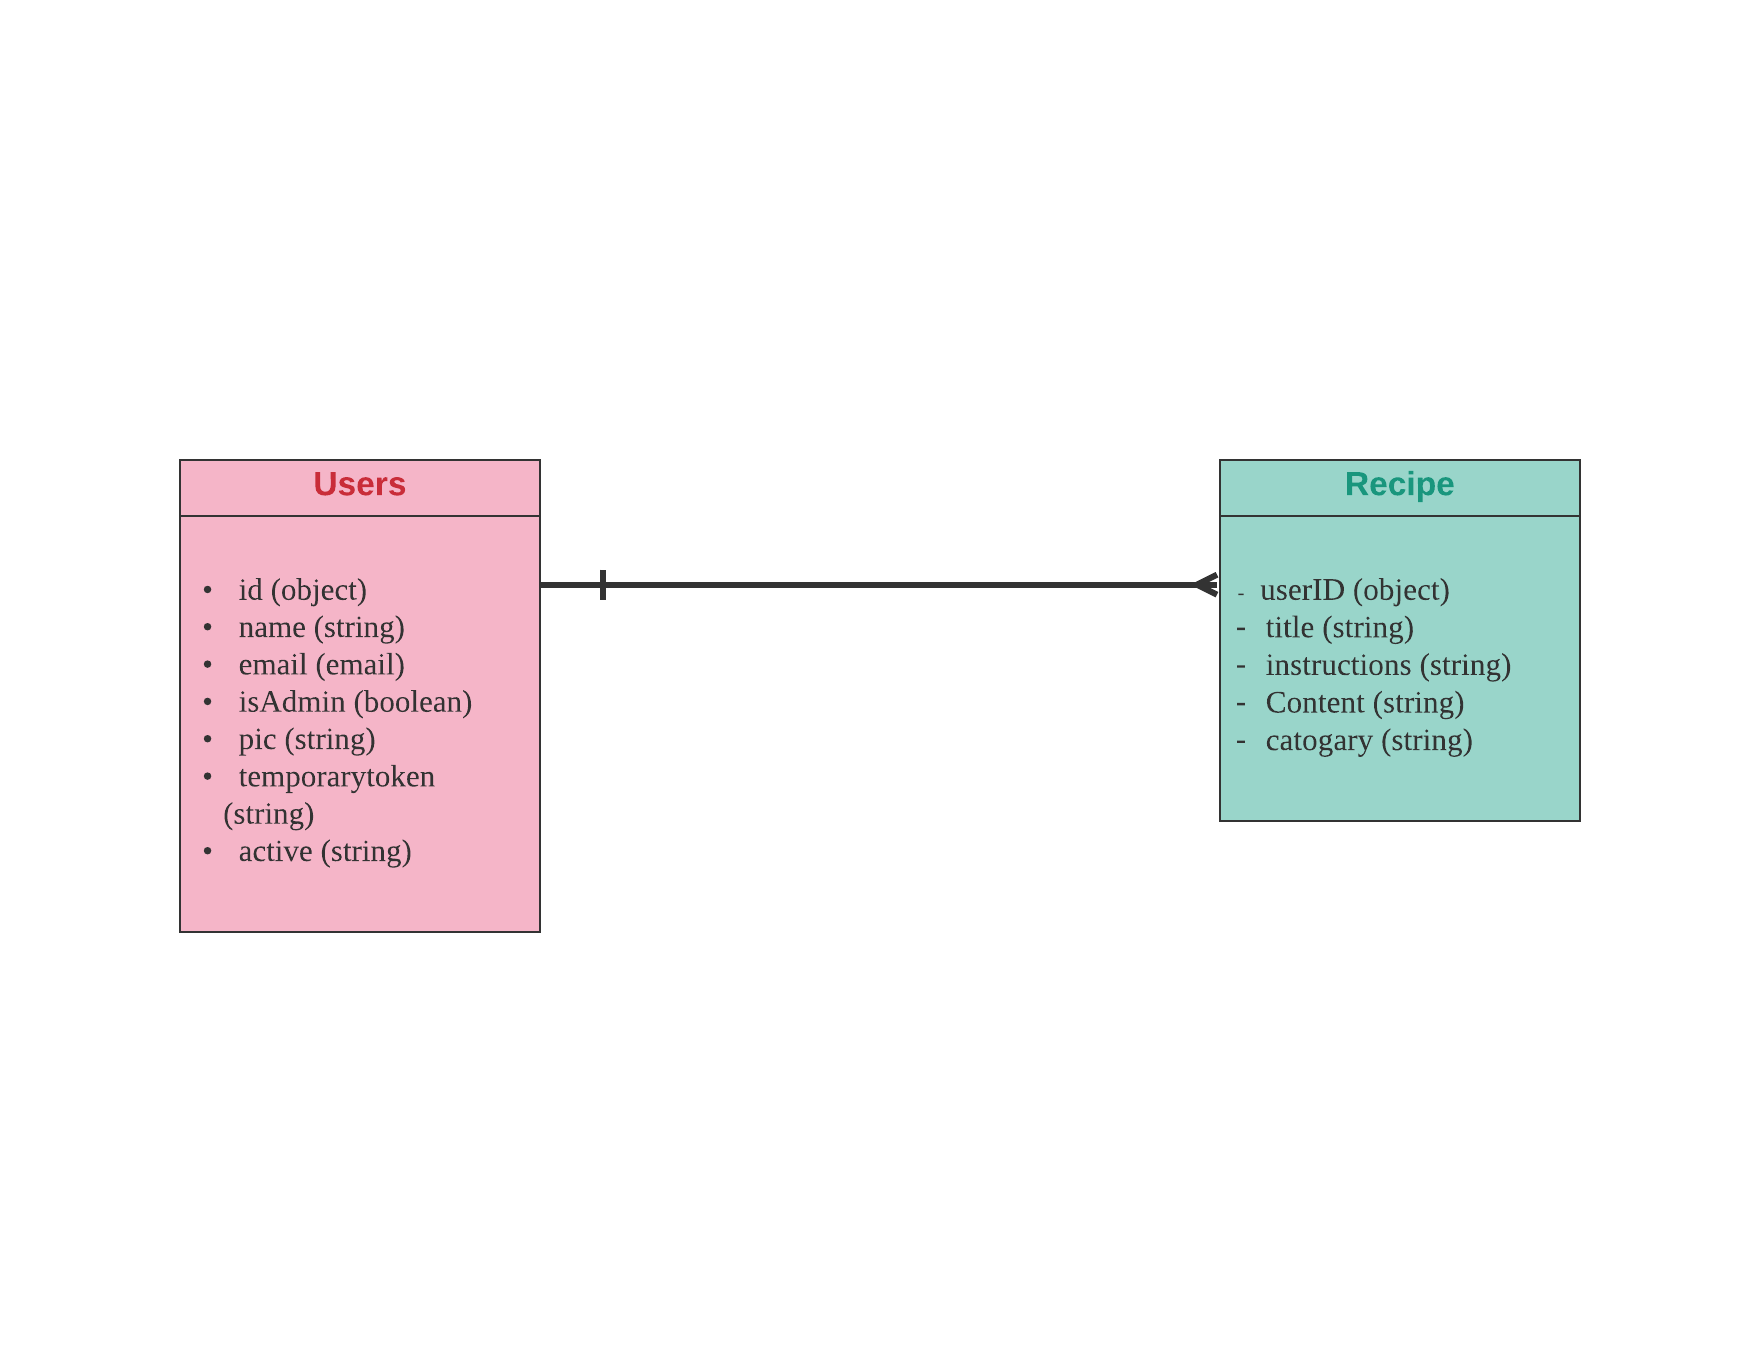 Users
• id (object)
• name (string)
• email (email)
• isAdmin (boolean)
• pic (string)
• temporarytoken
(string)
• active (string)
Recipe
- userID (object)
- title (string)
- instructions (string)
- Content (string)
- catogary (string)